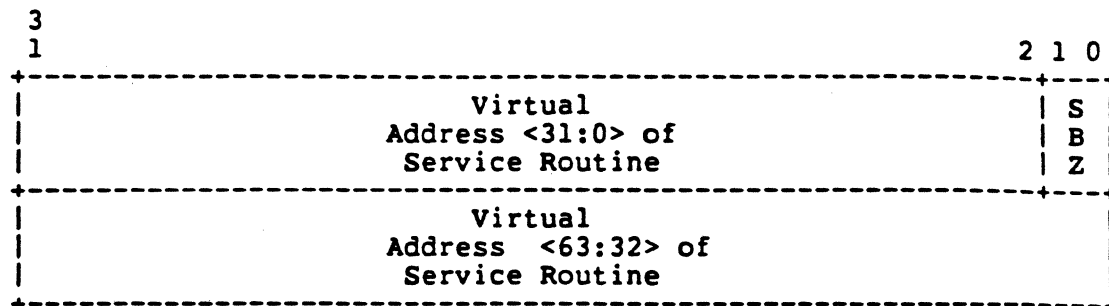 3
1 2 1 0
Virtual S
Address <31:0> of B
Service Routine Z
Virtual
Address <63:32> of
Service Routine